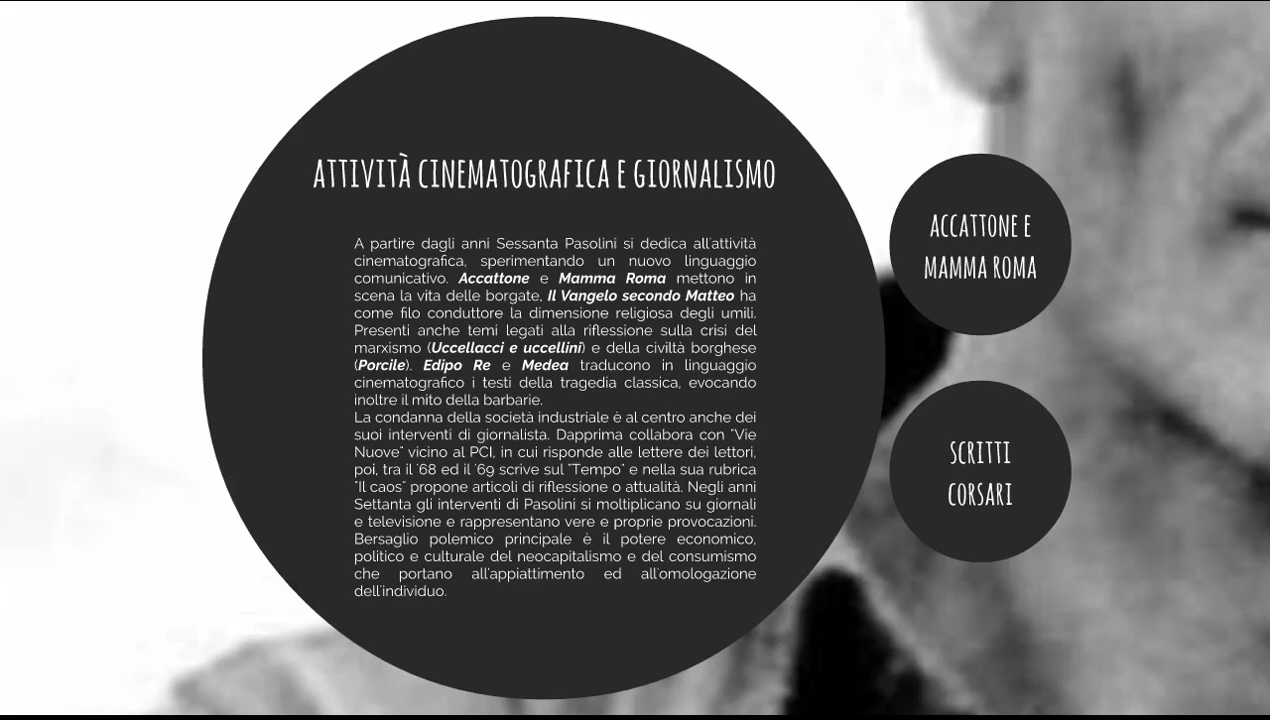 ATTIVITÀ CINEMATOGRAFICA E GIORNALISMO
A partire dagli anni Sessanta Pasolini si dedica all'attività
cinematografica, sperimentando un nuovo linguaggio
comunicativo. Accattone e Mamma Roma mettono in
scena la vita delle borgate, Il Vangelo secondo Matteo ha
come filo conduttore la dimensione religiosa degli umili.
Presenti anche temi legati alla riflessione sulla crisi del
marxismo (Uccellacci e uccellini) e della civiltà borghese
(Porcile). Edipo Re e Medea traducono in linguaggio
cinematografico i testi della tragedia classica, evocando
inoltre il mito della barbarie.
La condanna della società industriale è al centro anche dei
suoi interventi di giornalista. Dapprima collabora con "Vie
Nuove" vicino al PCI, in cui risponde alle lettere dei lettori,
poi, tra il '68 ed il '69 scrive sul "Tempo" e nella sua rubrica
"Il caos" propone articoli di riflessione o attualità. Negli anni
Settanta gli interventi di Pasolini si moltiplicano su giornali
e televisione e rappresentano vere e proprie provocazioni.
Bersaglio polemico principale è il potere economico,
politico e culturale del neocapitalismo e del consumismo
che portano all'appiattimento ed all'omologazione
dell'individuo.
ACCATTONE E
MAMMA ROMA
SCRITTI
CORSARI